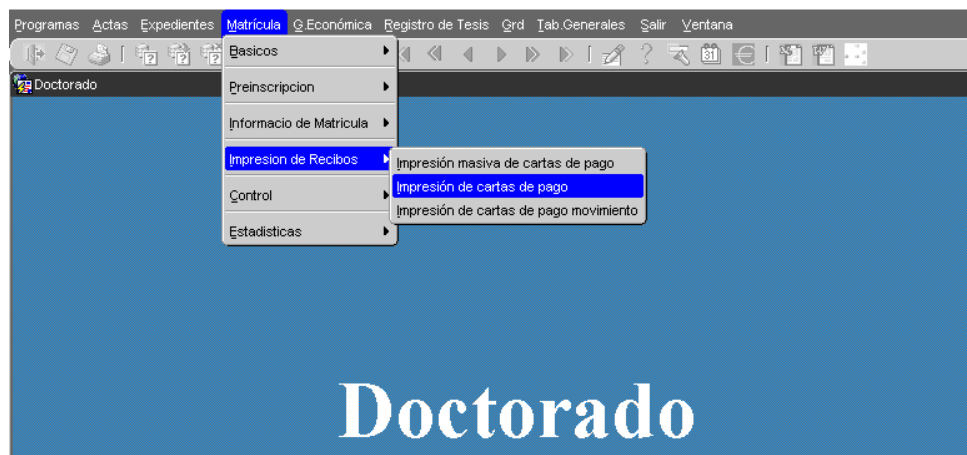 Programas Actas Expedientes Matrícula G.Económica Registro de Tesis Grd Tab.Generales Salir Ventana
Doctorado
Basicos
Preinscripcion
Informacio de Matricula
Impresion de Recibos
Control
Estadisticas
Impresión masiva de cartas de pago
Impresión de cartas de pago
Impresión de cartas de pago movimiento
Doctorado